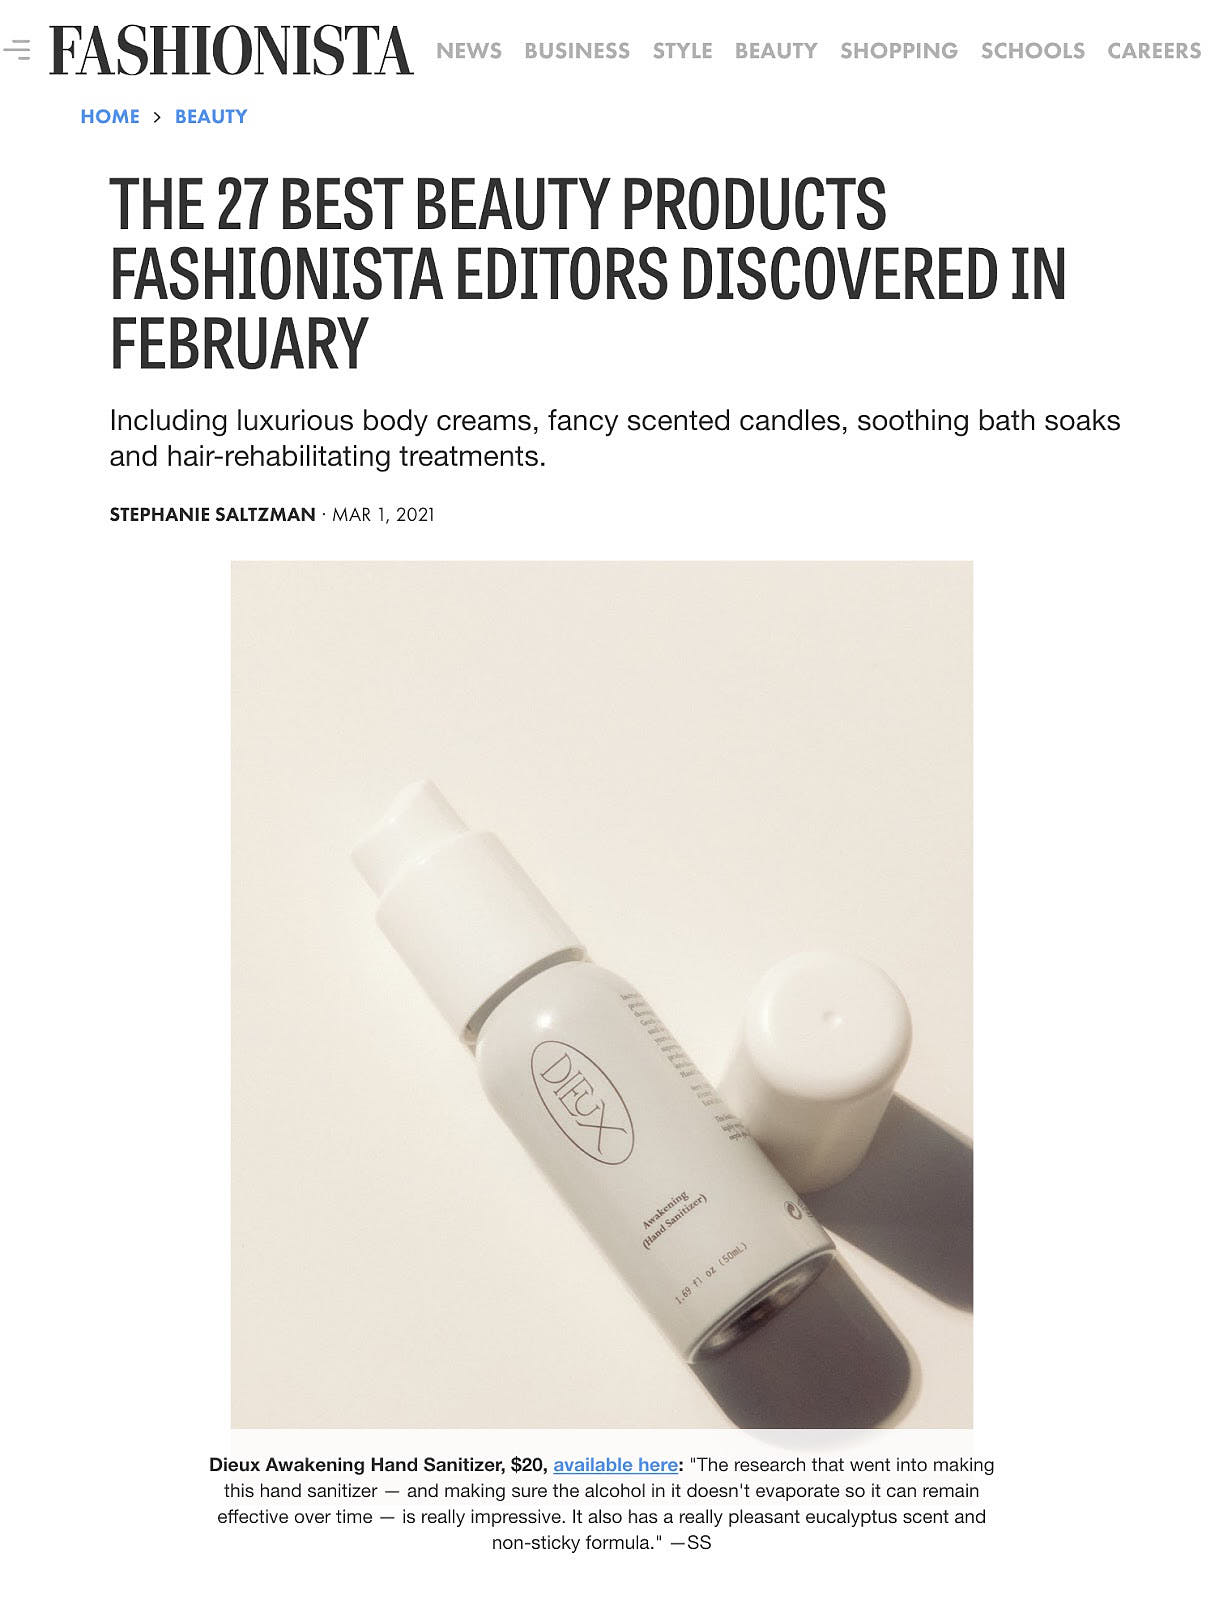 FASHIONISTA NEWS BUSINESS STYLE BEAUTY SHOPPING SCHOOLS CAREERS
HOME > BEAUTY
THE 27 BEST BEAUTY PRODUCTS
FASHIONISTA EDITORS DISCOVERED IN
FEBRUARY
Including luxurious body creams, fancy scented candles, soothing bath soaks
and hair-rehabilitating treatments.
STEPHANIE SALTZMAN · MAR 1, 2021
DIEUX
Awakening
(Hand Sanitizer)
1.69 fl oz (50mL)
Dieux Awakening Hand Sanitizer, $20, available here: "The research that went into making
this hand sanitizer — and making sure the alcohol in it doesn't evaporate so it can remain
effective over time — is really impressive. It also has a really pleasant eucalyptus scent and
non-sticky formula." —SS